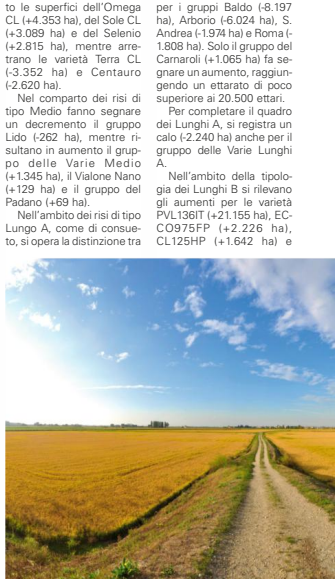 to le superfici dell'Omega
CL (+4.353 ha), del Sole CL
(+3.089 ha) e del Selenio
(+2.815 ha), mentre arre-
trano le varietà Terra CL
(-3.352 ha) e Centauro
(-2.620 ha).
Nel comparto dei risi di
tipo Medio fanno segnare
un decremento il gruppo
Lido (-262 ha), mentre ri-
sultano in aumento il grup-
po delle Varie Medio
(+1.345 ha), il Vialone Nano
(+129 ha) e il gruppo del
Padano (+69 ha).
Nell'ambito dei risi di tipo
Lungo A, come di consue-
to, si opera la distinzione tra
per i gruppi Baldo (-8.197
ha), Arborio (-6.024 ha), S.
Andrea (-1.974 ha) e Roma (-
1.808 ha). Solo il gruppo del
Carnaroli (+1.065 ha) fa se-
gnare un aumento, raggiun-
gendo un ettarato di poco
superiore ai 20.500 ettari.
Per completare il quadro
dei Lunghi A, si registra un
calo (-2.240 ha) anche per il
gruppo delle Varie Lunghi
A.
Nell'ambito della tipolo-
gia dei Lunghi B si rilevano
gli aumenti per le varietà
PVL136IT (+21.155 ha), EC-
CO975FP (+2.226 ha),
CL125HP (+1.642 ha) e